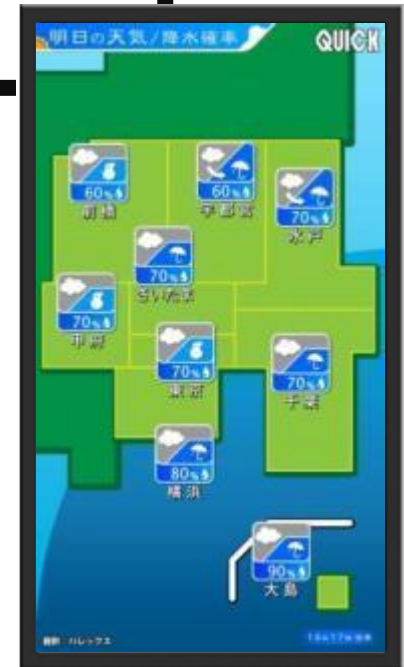 明日の天気/降水確率
QUICK
60%
前橋
60%
宇都宮
70%
水戸
70%
さいたま
70%
甲府
70%
東京
70%
千葉
80%
横浜
90%
大島